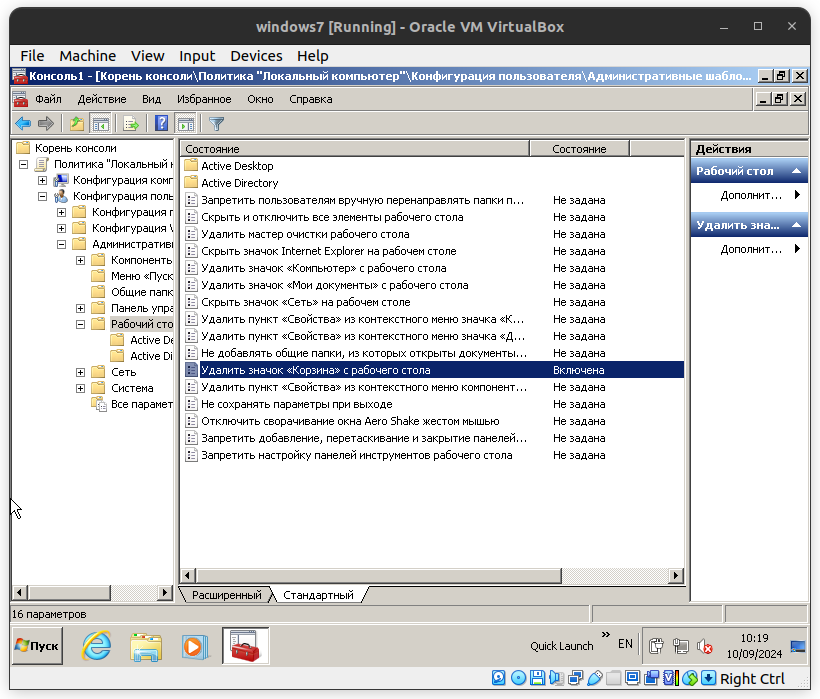 windows7 [Running] - Oracle VM VirtualBox
File Machine View Input Devices Help
Консоль1 - [Корень консоли\Политика "Локальный компьютер"\Конфигурация пользователя\Административные шабло...
Файл Действие Вид Избранное Окно Справка
Корень консоли
Политика "Локальный к
Конфигурация комп
Конфигурация поль
Конфигурация п
Конфигурация \
Административн
Компоненть
Меню «Пуск
Общие папк
Панель упра
Рабочий сто
Active De
Active Di
Сеть
Система
Все парамет
Состояние Состояние
Active Desktop
Active Directory
Запретить пользователям вручную перенаправлять папки п... Не задана
Скрыть и отключить все элементы рабочего стола Не задана
Удалить мастер очистки рабочего стола Не задана
Скрыть значок Internet Explorer на рабочем столе Не задана
Удалить значок «Компьютер» с рабочего стола Не задана
Удалить значок «Мои документы» с рабочего стола Не задана
Скрыть значок «Сеть» на рабочем столе Не задана
Удалить пункт «Свойства» из контекстного меню значка «К... Не задана
Удалить пункт «Свойства» из контекстного меню значка «Д... Не задана
Не добавлять общие папки, из которых открыты документы... Не задана
Удалить значок «Корзина» с рабочего стола Включена
Удалить пункт «Свойства» из контекстного меню компонент... Не задана
Не сохранять параметры при выходе Не задана
Отключить сворачивание окна Aero Shake жестом мышью Не задана
Запретить добавление, перетаскивание и закрытие панелей... Не задана
Запретить настройку панелей инструментов рабочего стола Не задана
Расширенный Стандартный
Действия
Рабочий стол
Дополнит...
Удалить зна...
Дополнит...
16 параметров
Пуск
Quick Launch
»
EN
10:19
10/09/2024
Right Ctrl